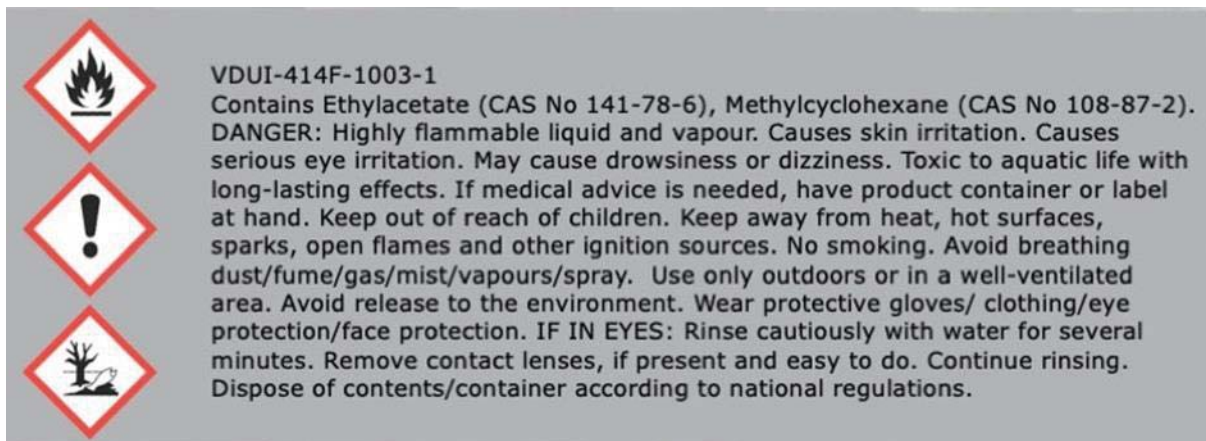 VDUI-414F-1003-1
Contains Ethylacetate (CAS No 141-78-6), Methylcyclohexane (CAS No 108-87-2).
DANGER: Highly flammable liquid and vapour. Causes skin irritation. Causes
serious eye irritation. May cause drowsiness or dizziness. Toxic to aquatic life with
long-lasting effects. If medical advice is needed, have product container or label
at hand. Keep out of reach of children. Keep away from heat, hot surfaces,
sparks, open flames and other ignition sources. No smoking. Avoid breathing
dust/fume/gas/mist/vapours/spray.  Use only outdoors or in a well-ventilated
area. Avoid release to the environment. Wear protective gloves/ clothing/eye
protection/face protection. IF IN EYES: Rinse cautiously with water for several
minutes. Remove contact lenses, if present and easy to do. Continue rinsing.
Dispose of contents/container according to national regulations.